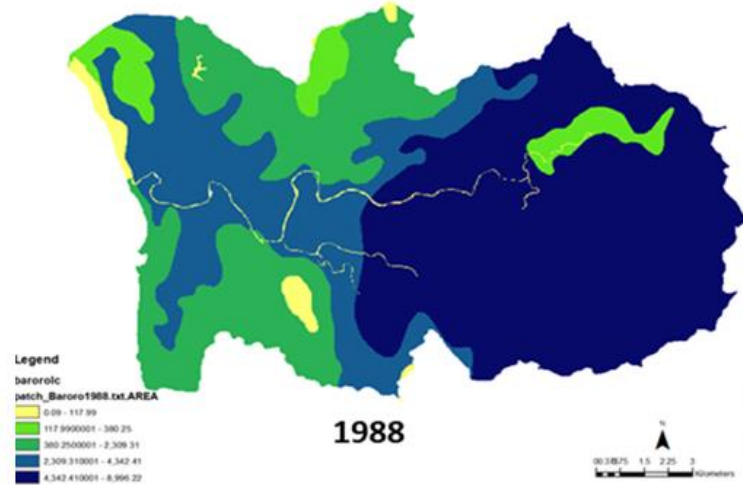 Legend
barorolc
patch_Baroro1988.txt.AREA
0.09 - 117.99
117.9900001 - 380.25
380.2500001 - 2,309.31
2,309.310001 - 4,342.41
4,342.410001 - 8,996.22
1988
1.5 2.25 3
Kilometers